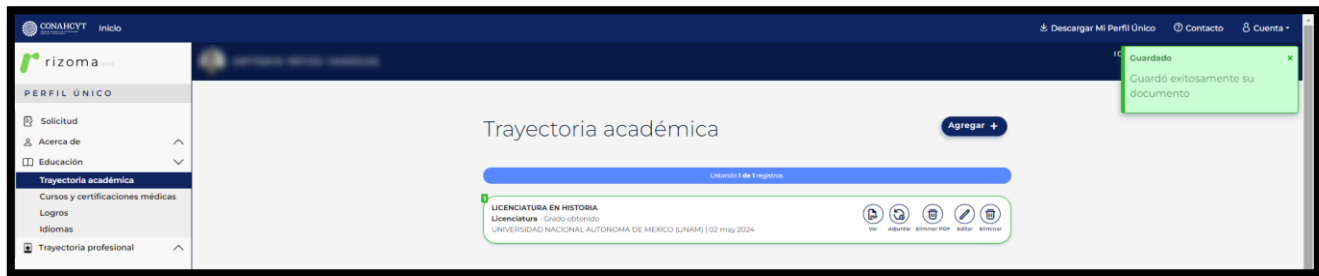 CONAHCYT Inicio
Descargar Mi Perfil Único Contacto Cuenta
rizoma
PERFIL ÚNICO
Solicitud
Acerca de
Educación
Trayectoria académica
Cursos y certificaciones médicas
Logros
Idiomas
Trayectoria profesional
Guardado ×
Guardó exitosamente su
documento
Trayectoria académica
Agregar +
Listando 1 de 1 registros.
1
LICENCIATURA EN HISTORIA
Licenciatura - Grado obtenido
UNIVERSIDAD NACIONAL AUTONOMA DE MEXICO (UNAM) | 02 may 2024
Ver Adjuntar Eliminar PDF Editar Eliminar